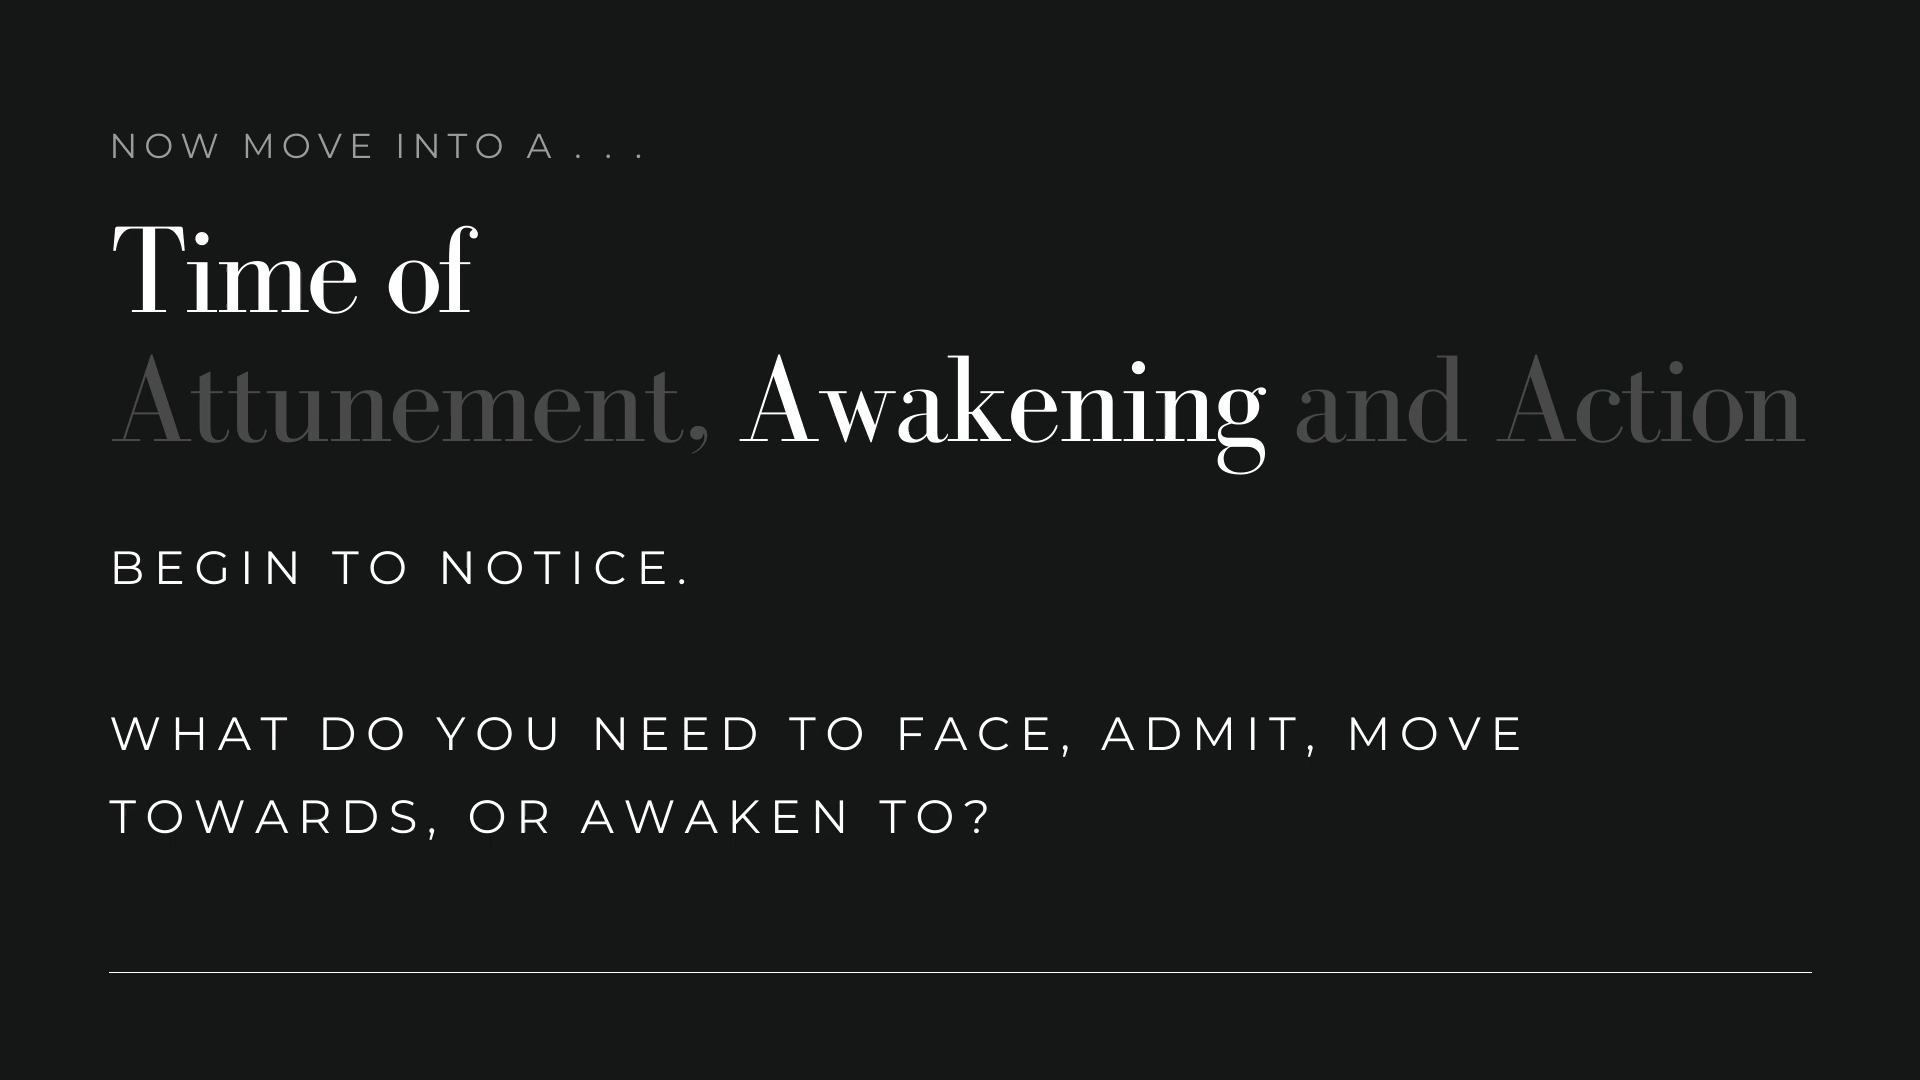 NOW MOVE INTO A . . .
Time of
Attunement, Awakening and Action
BEGIN TO NOTICE.
WHAT DO YOU NEED TO FACE, ADMIT, MOVE
TOWARDS, OR AWAKEN TO?